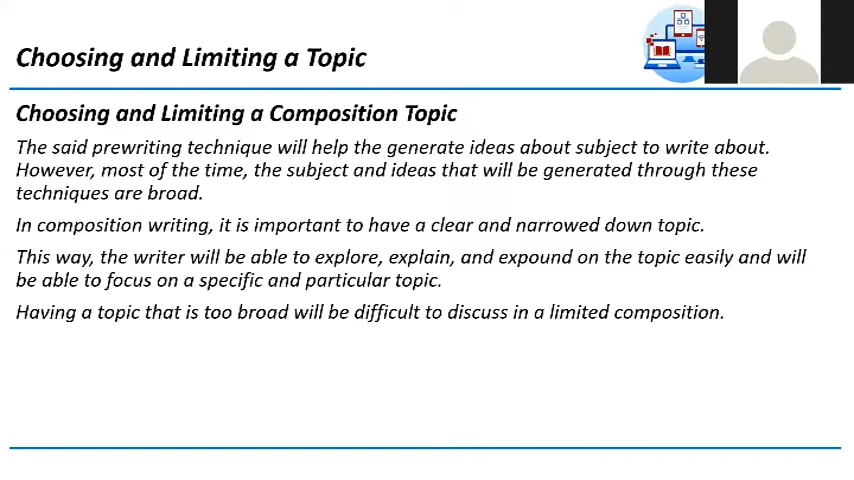 Choosing and Limiting a Topic
Choosing and Limiting a Composition Topic
The said prewriting technique will help the generate ideas about subject to write about.
However, most of the time, the subject and ideas that will be generated through these
techniques are broad.
In composition writing, it is important to have a clear and narrowed down topic.
This way, the writer will be able to explore, explain, and expound on the topic easily and will
be able to focus on a specific and particular topic.
Having a topic that is too broad will be difficult to discuss in a limited composition.